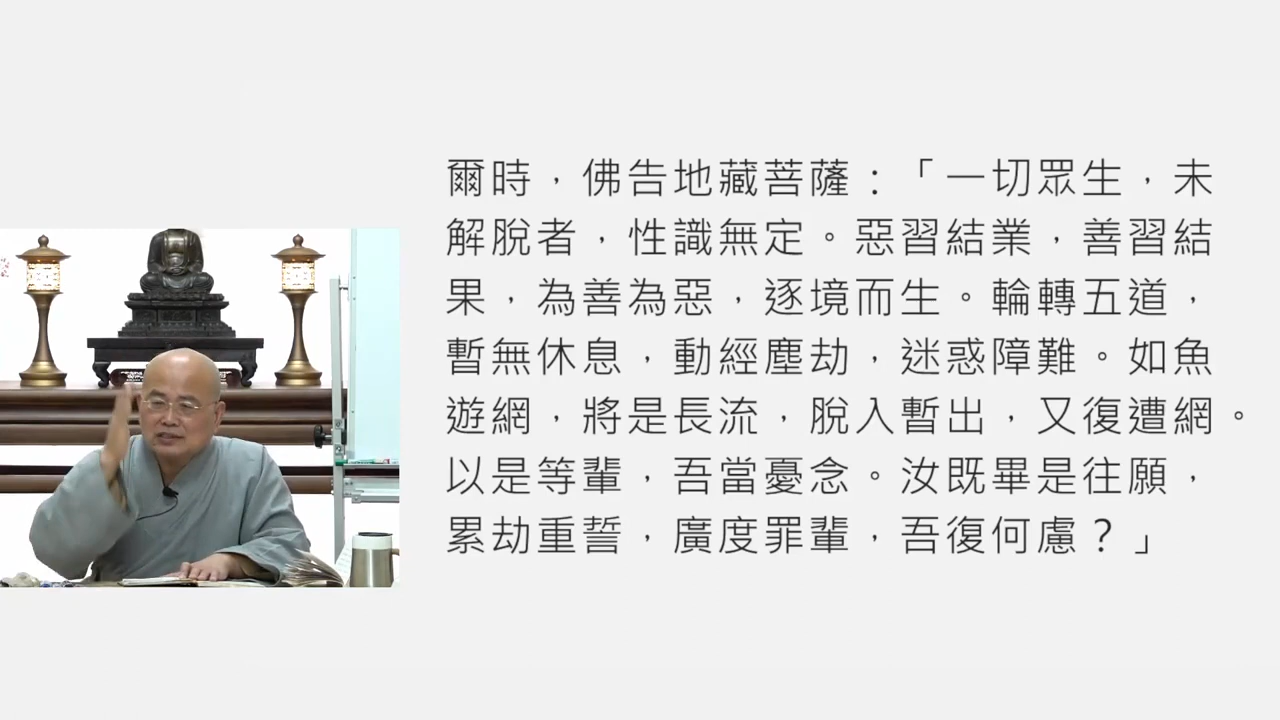 爾時，佛告地藏菩薩：「一切眾生，未
解脫者，性識無定。惡習結業，善習結
果，為善為惡，逐境而生。輪轉五道，
暫無休息，動經塵劫，迷惑障難。如魚
遊網，將是長流，脫入暫出，又復遭網。
以是等輩，吾當憂念。汝既畢是往願，
累劫重誓，廣度罪輩，吾復何慮？」